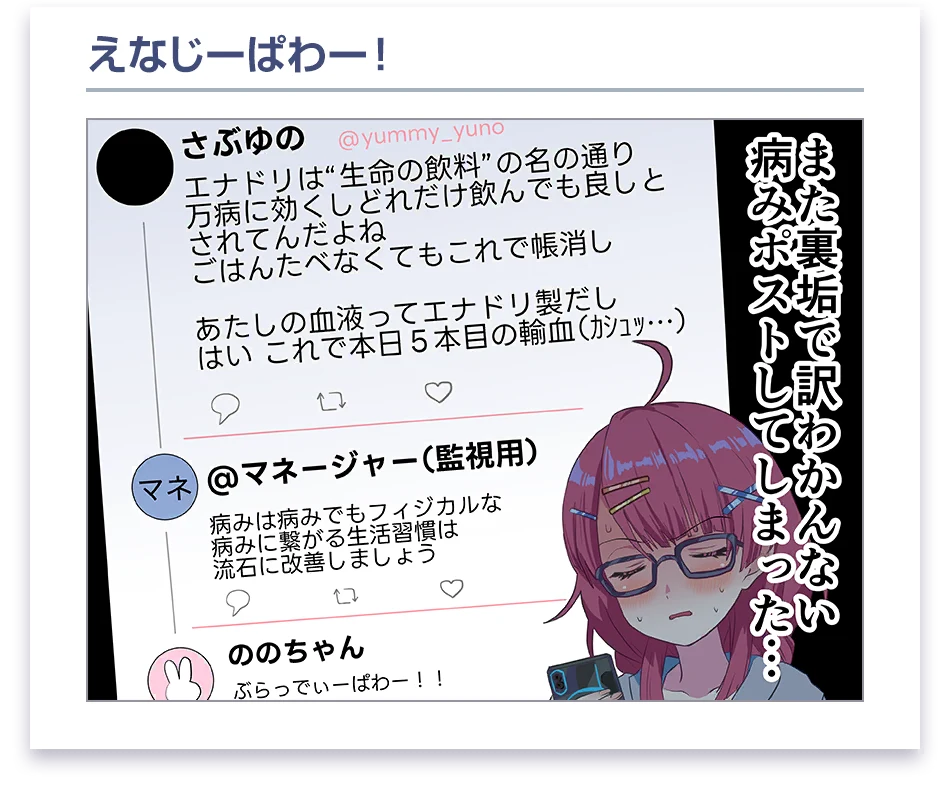 えなじーぱわー！
さぶゆの @yummy_yuno
エナドリは“生命の飲料”の名の通り
万病に効くしどれだけ飲んでも良しと
されてんだよね
ごはんたべなくてもこれで帳消し
あたしの血液ってエナドリ製だし
はい これで本日５本目の輸血(ｶｼｭｯ…)
マネ
@マネージャー(監視用)
病みは病みでもフィジカルな
病みに繋がる生活習慣は
流石に改善しましょう
ののちゃん
ぶらっでぃーぱわー！！
また裏垢で訳わかんない
病みポストしてしまった…